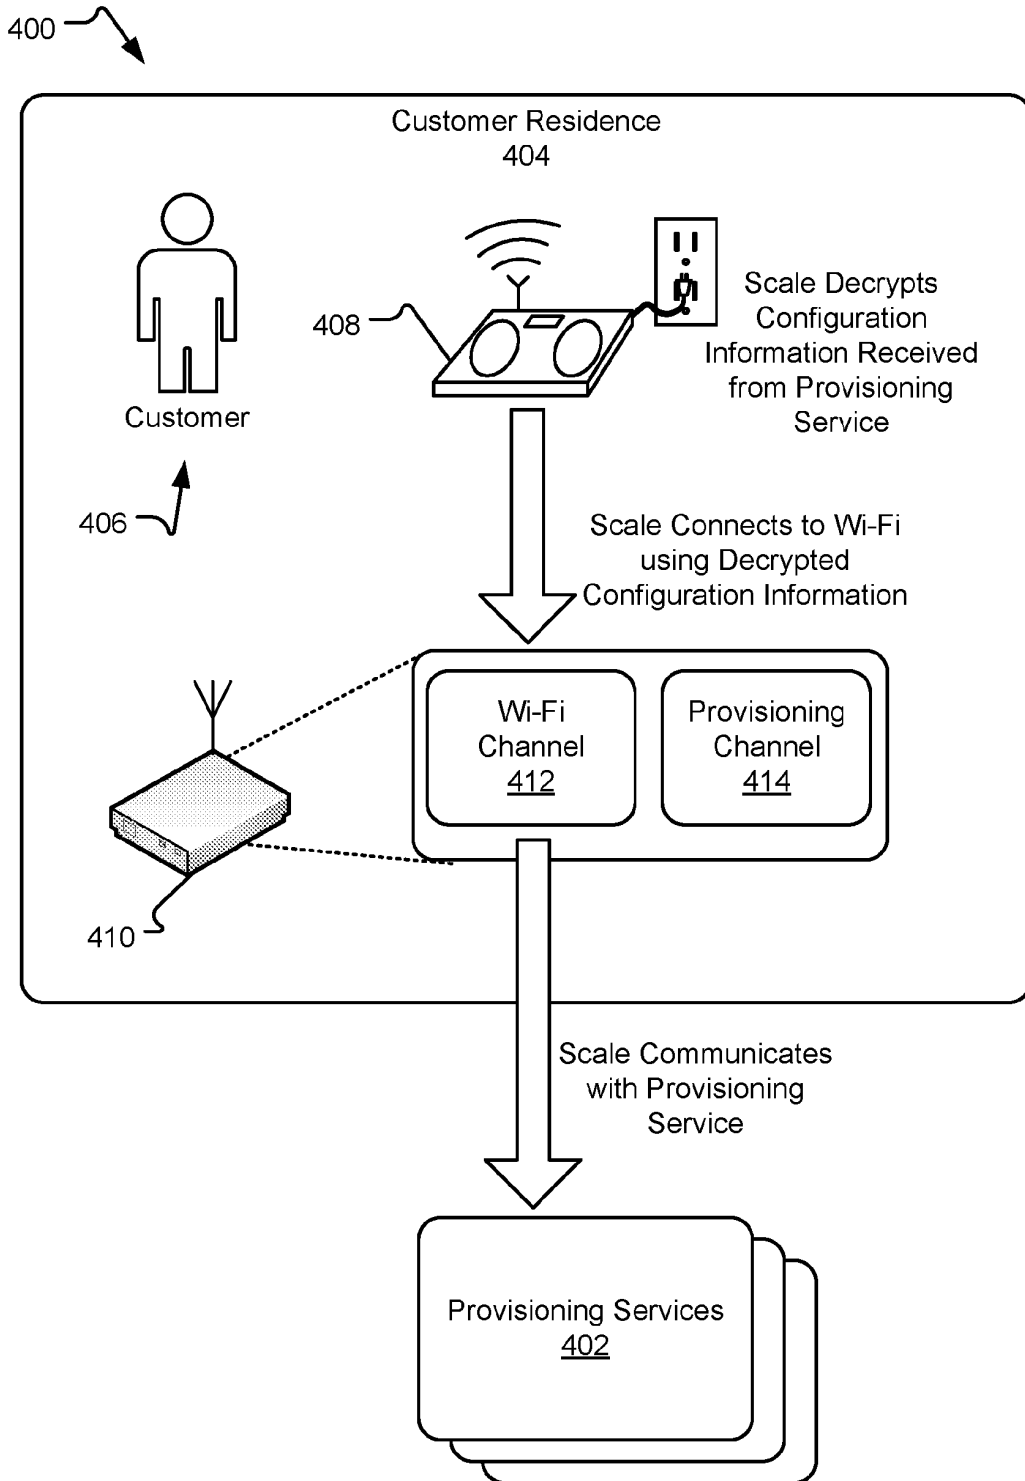 400
Customer Residence
404
408
Scale Decrypts
Configuration
Information Received
from Provisioning
Service
Customer
406
Scale Connects to Wi-Fi
using Decrypted
Configuration Information
Wi-Fi
Channel
412
Provisioning
Channel
414
410
Scale Communicates
with Provisioning
Service
Provisioning Services
402